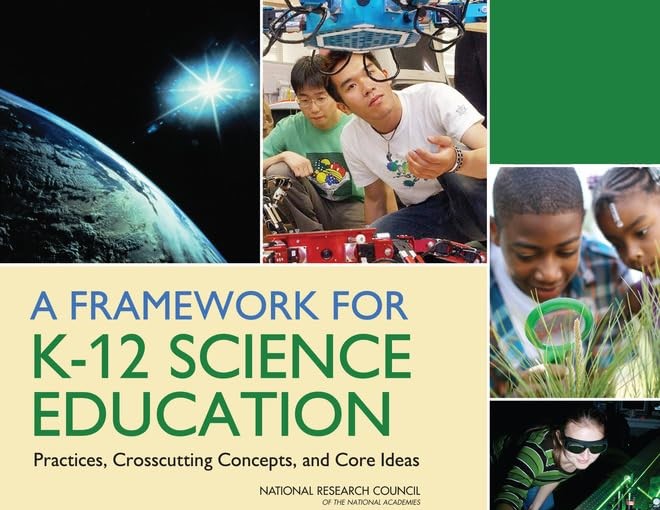 A FRAMEWORK FOR
K-12 SCIENCE
EDUCATION
Practices, Crosscutting Concepts, and Core Ideas
NATIONAL RESEARCH COUNCIL
OF THE NATIONAL ACADEMIES